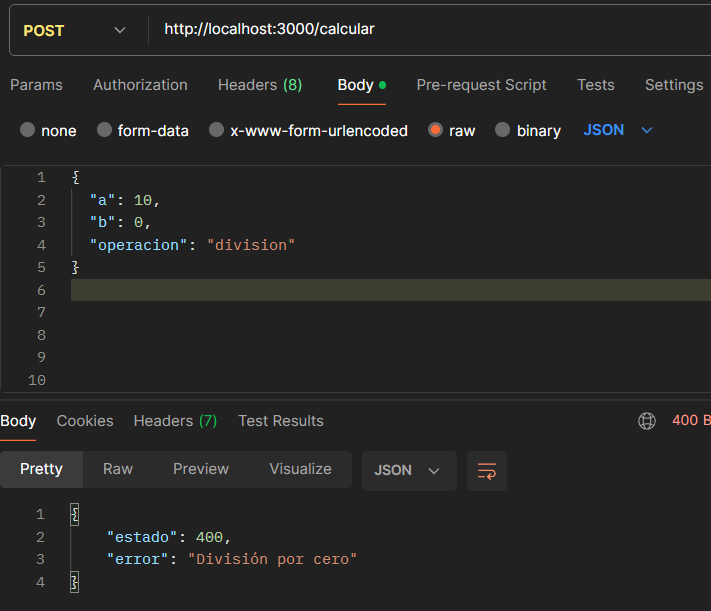 POST http://localhost:3000/calcular
Params Authorization Headers (8) Body Pre-request Script Tests Settings
none form-data x-www-form-urlencoded raw binary JSON
1 {
2 "a": 10,
3 "b": 0,
4 "operacion": "division"
5 }
6
7
8
9
10
Body Cookies Headers (7) Test Results 400 B
Pretty Raw Preview Visualize JSON
1 {
2 "estado": 400,
3 "error": "División por cero"
4 }